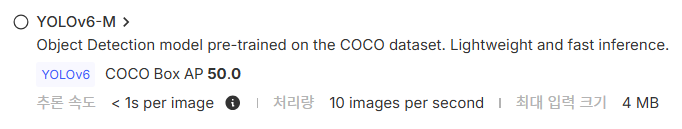 YOLOv6-M >
Object Detection model pre-trained on the COCO dataset. Lightweight and fast inference.
YOLOv6 COCO Box AP 50.0
추론 속도 < 1s per image 처리량 10 images per second 최대 입력 크기 4 MB